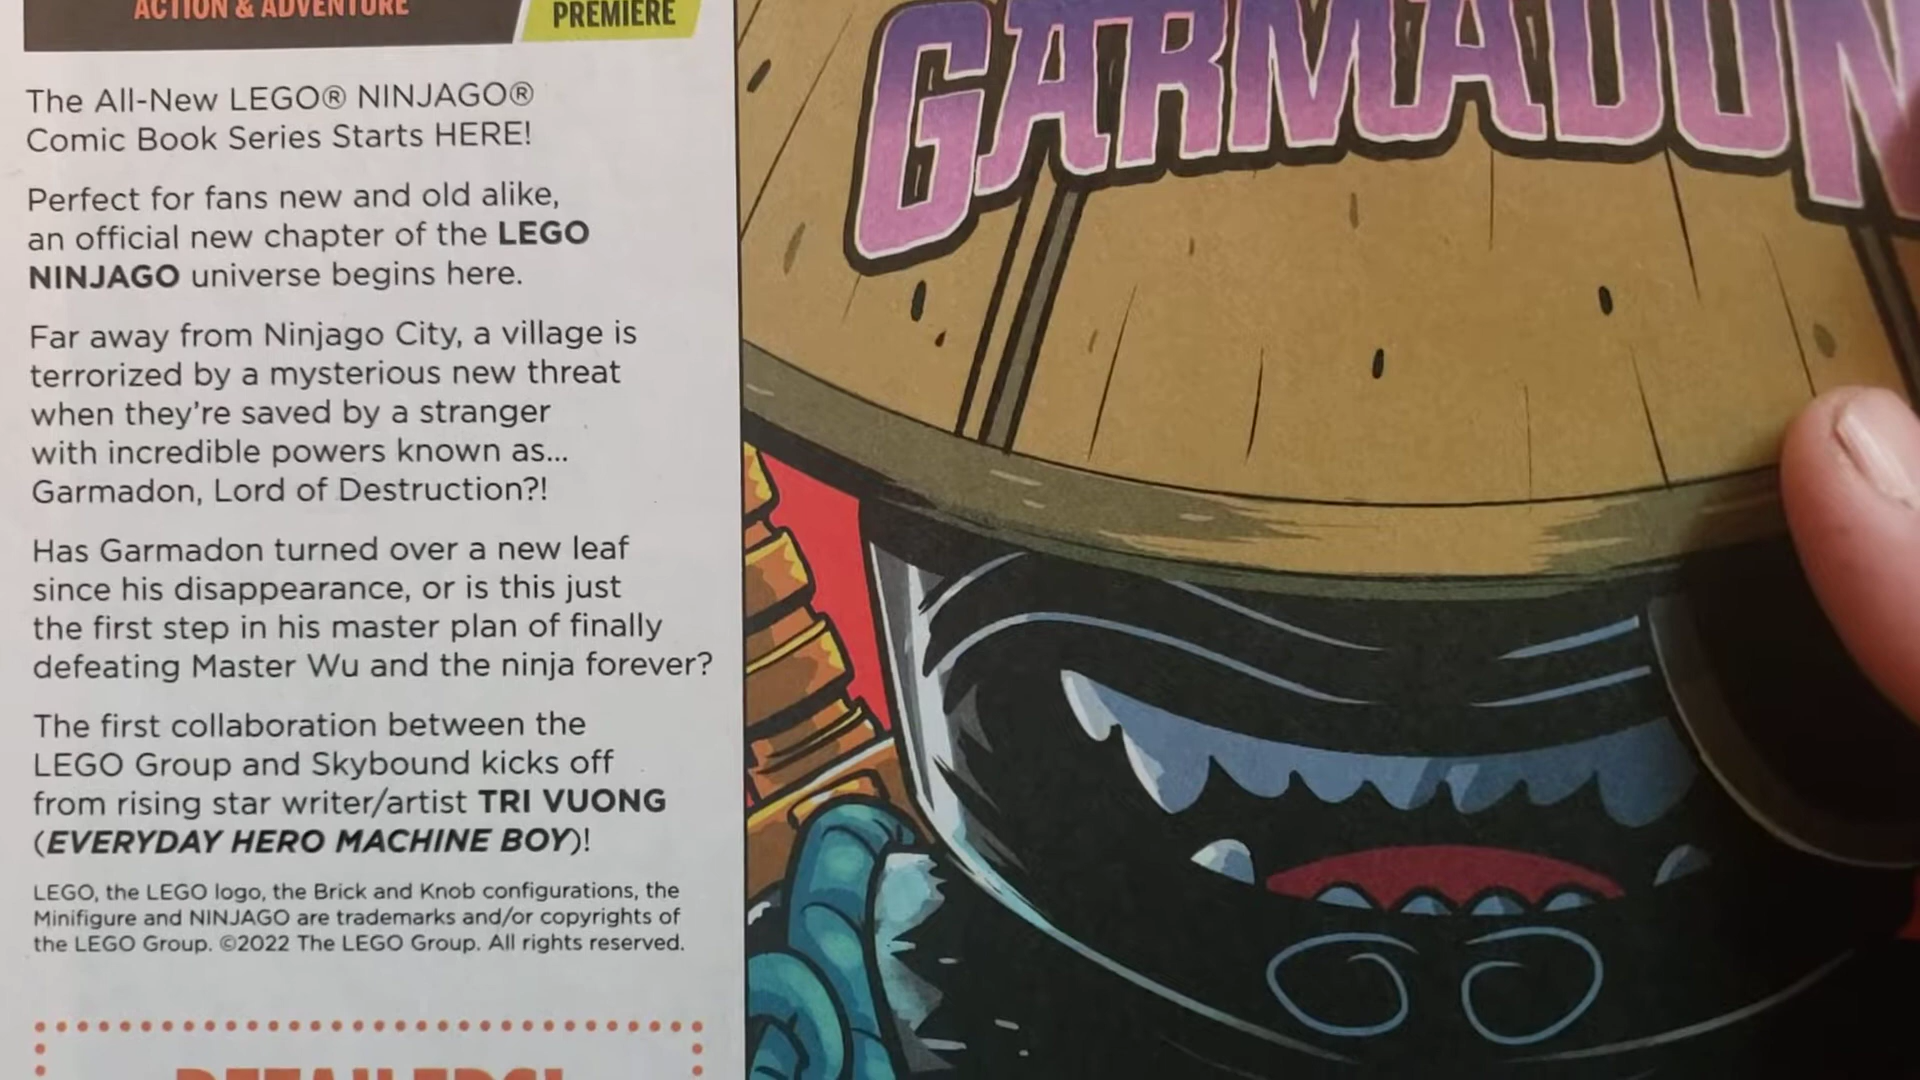 ACTION & ADVENTURE
PREMIERE
The All-New LEGO® NINJAGO®
Comic Book Series Starts HERE!
Perfect for fans new and old alike,
an official new chapter of the LEGO
NINJAGO universe begins here.
Far away from Ninjago City, a village is
terrorized by a mysterious new threat
when they're saved by a stranger
with incredible powers known as...
Garmadon, Lord of Destruction?!
Has Garmadon turned over a new leaf
since his disappearance, or is this just
the first step in his master plan of finally
defeating Master Wu and the ninja forever?
The first collaboration between the
LEGO Group and Skybound kicks off
from rising star writer/artist TRI VUONG
(EVERYDAY HERO MACHINE BOY)!
LEGO, the LEGO logo, the Brick and Knob configurations, the
Minifigure and NINJAGO are trademarks and/or copyrights of
the LEGO Group. ©2022 The LEGO Group. All rights reserved.
RETAILERS!
GARMADON